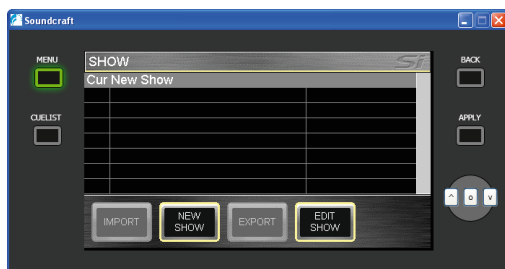 Soundcraft
MENU
SHOW
Si
BACK
Cur New Show
CUELIST
APPLY
^ o v
IMPORT
NEW SHOW
EXPORT
EDIT SHOW